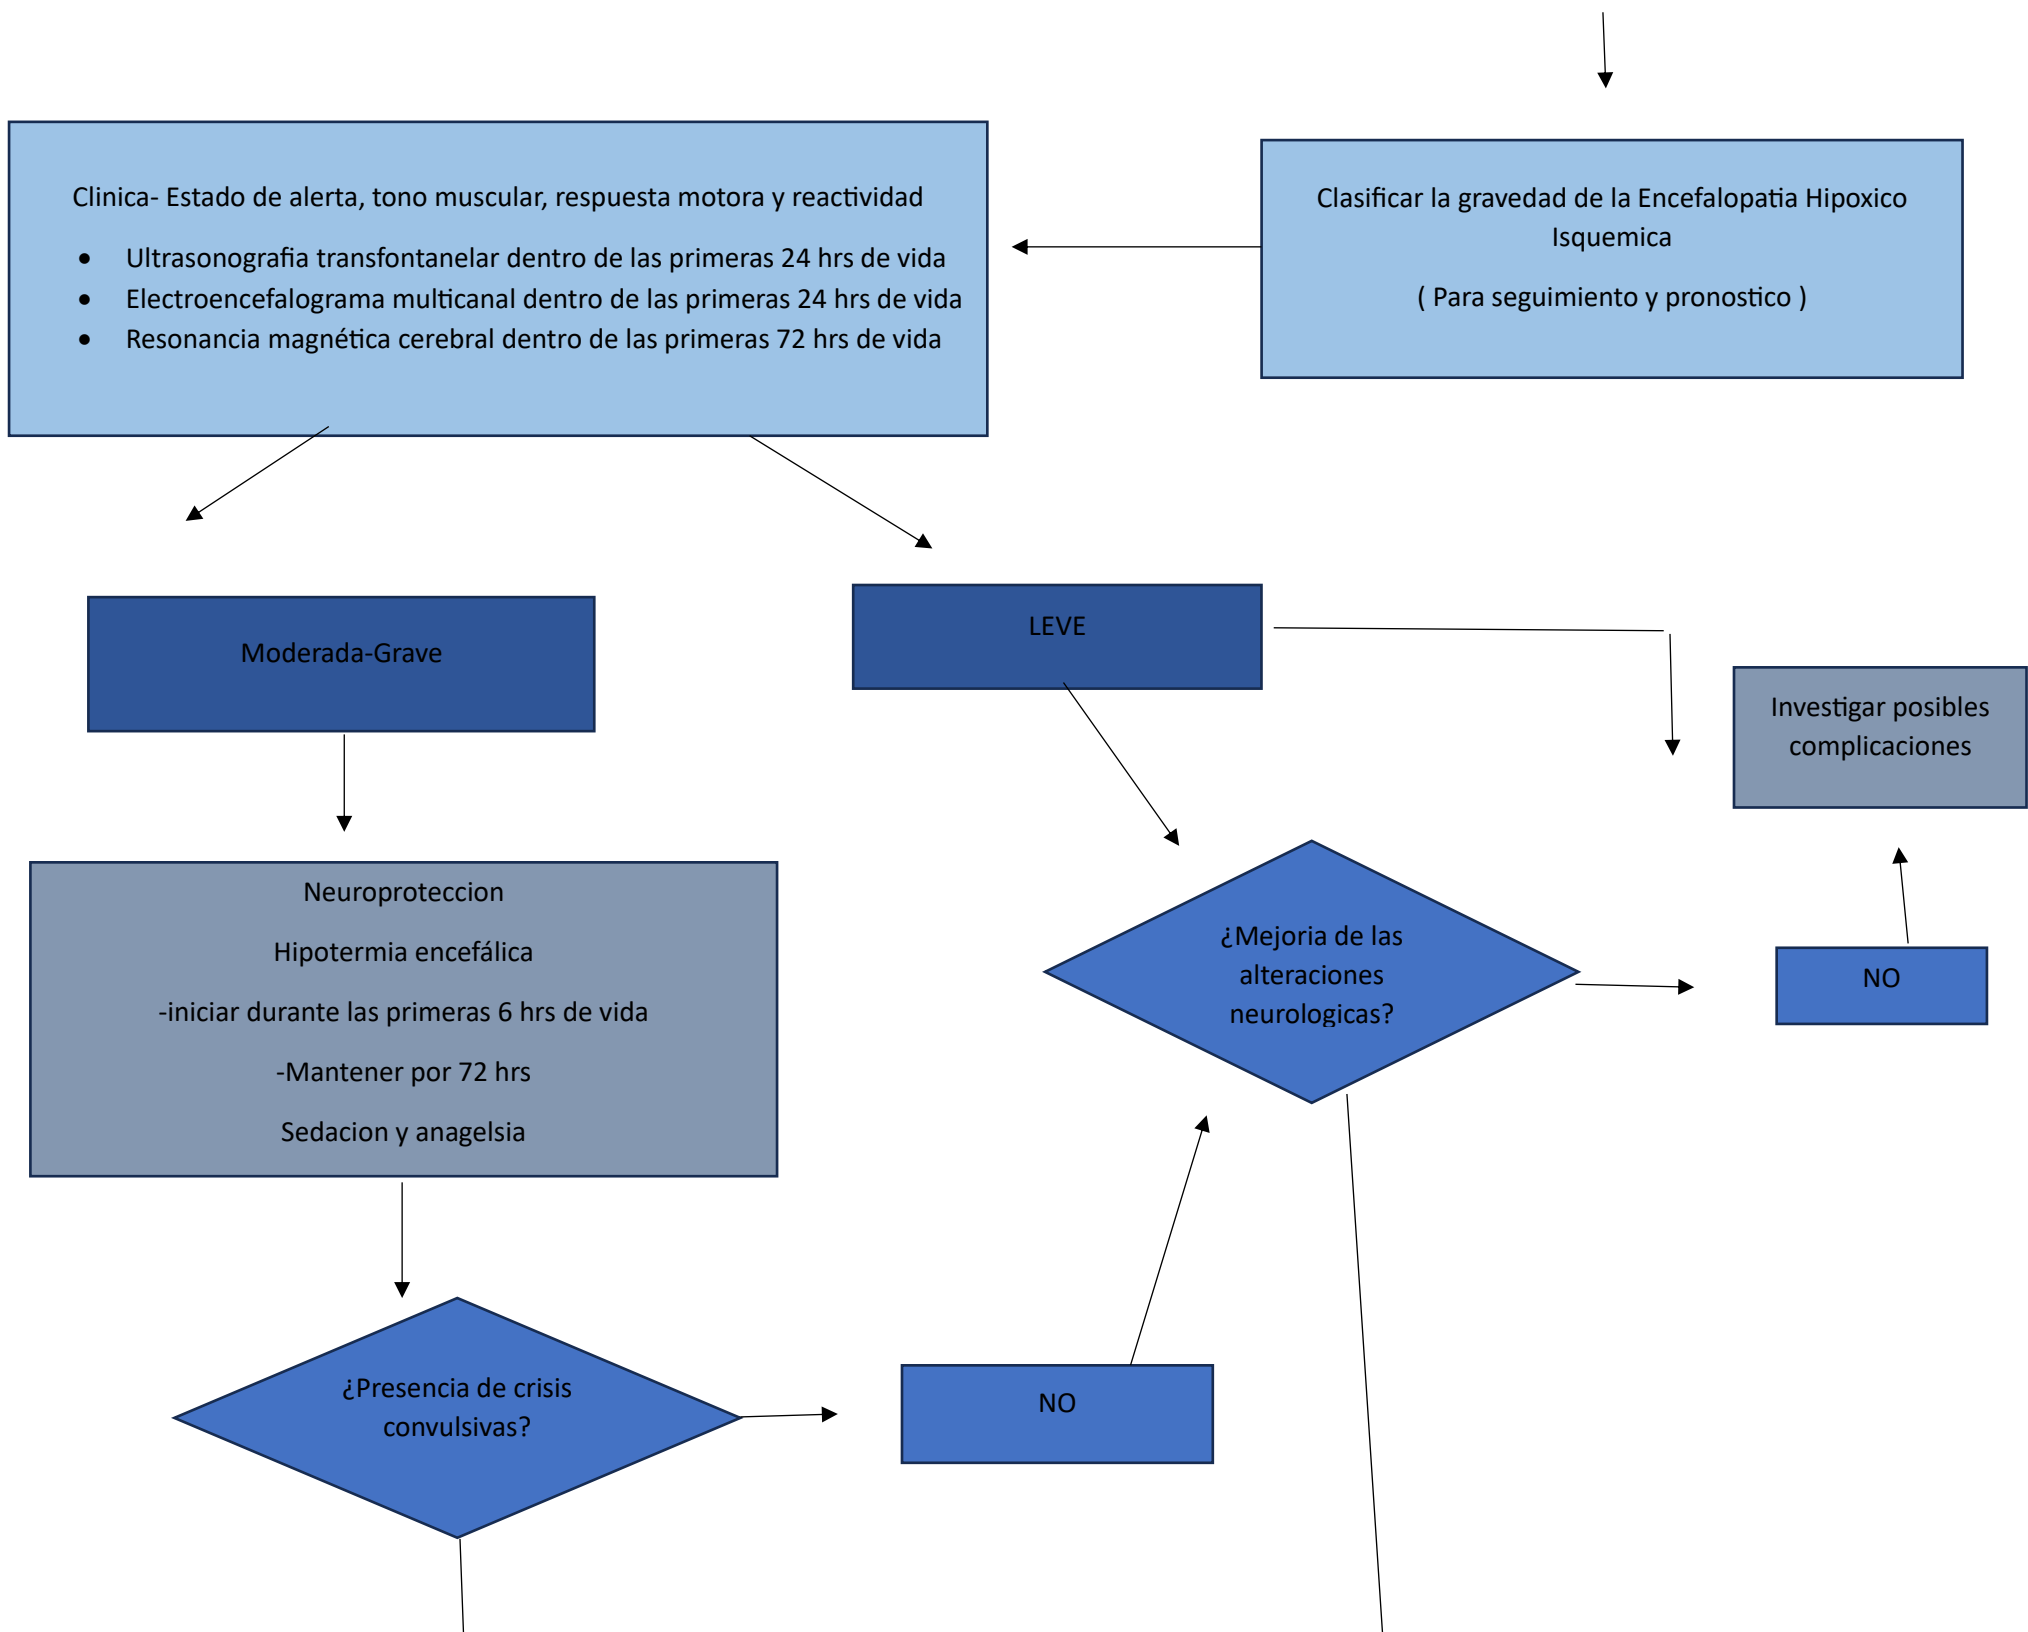 Clasificar la gravedad de la Encefalopatia Hipoxico
Isquemica
( Para seguimiento y pronostico )
Clinica- Estado de alerta, tono muscular, respuesta motora y reactividad
• Ultrasonografia transfontanelar dentro de las primeras 24 hrs de vida
• Electroencefalograma multicanal dentro de las primeras 24 hrs de vida
• Resonancia magnética cerebral dentro de las primeras 72 hrs de vida
Moderada-Grave
LEVE
Investigar posibles
complicaciones
Neuroproteccion
Hipotermia encefálica
-iniciar durante las primeras 6 hrs de vida
-Mantener por 72 hrs
Sedacion y anagelsia
¿Mejoria de las
alteraciones
neurologicas?
NO
¿Presencia de crisis
convulsivas?
NO